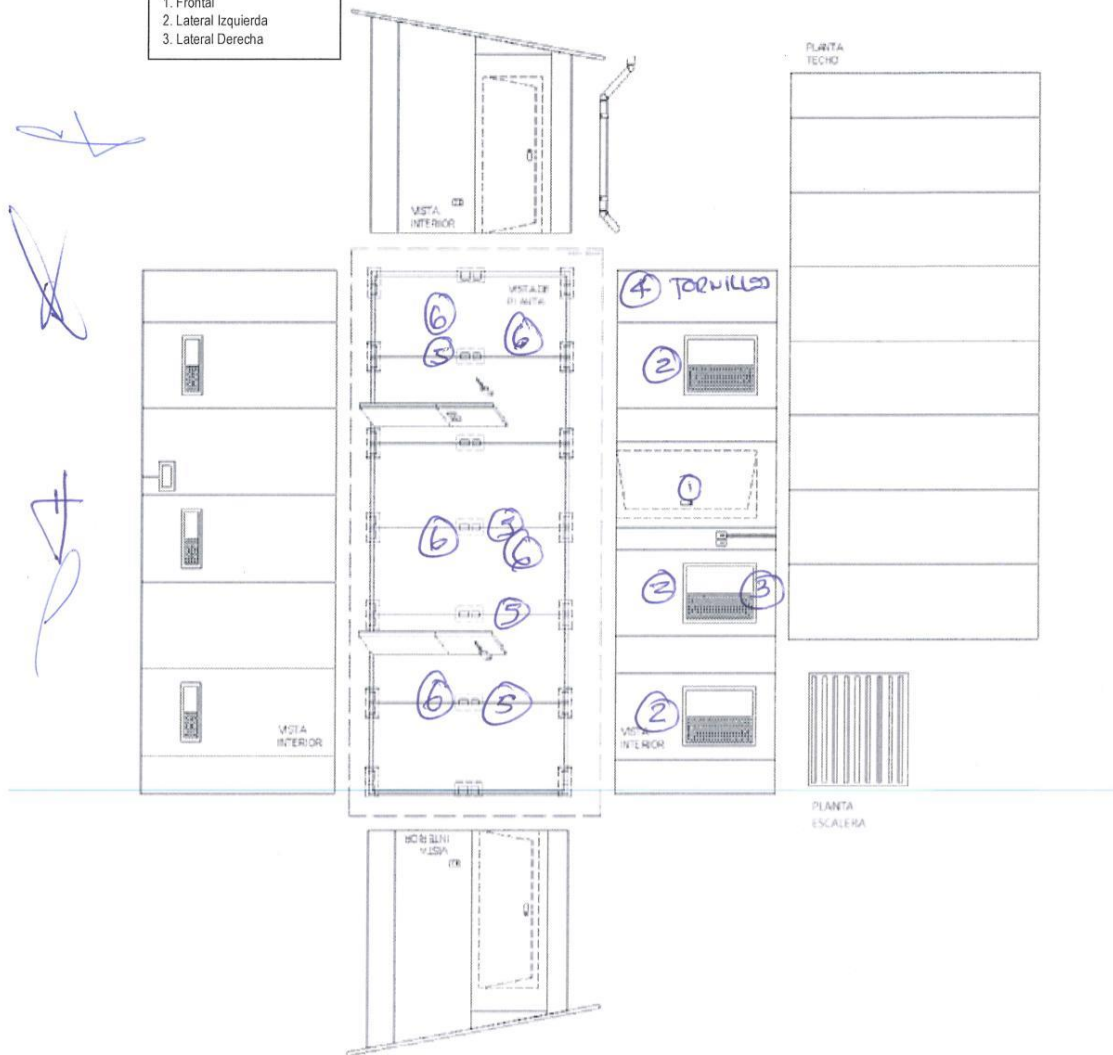 1. Frontal
2. Lateral Izquierda
3. Lateral Derecha
PLANTA
TECHO
VISTA
INTERIOR
VISTA DE
PLANTA
4 TORNILLOS
6
6
5
2
1
6
5
6
2
3
5
6
5
2
VISTA
INTERIOR
VISTA
INTERIOR
PLANTA
ESCALERA
VISTA
INTERIOR